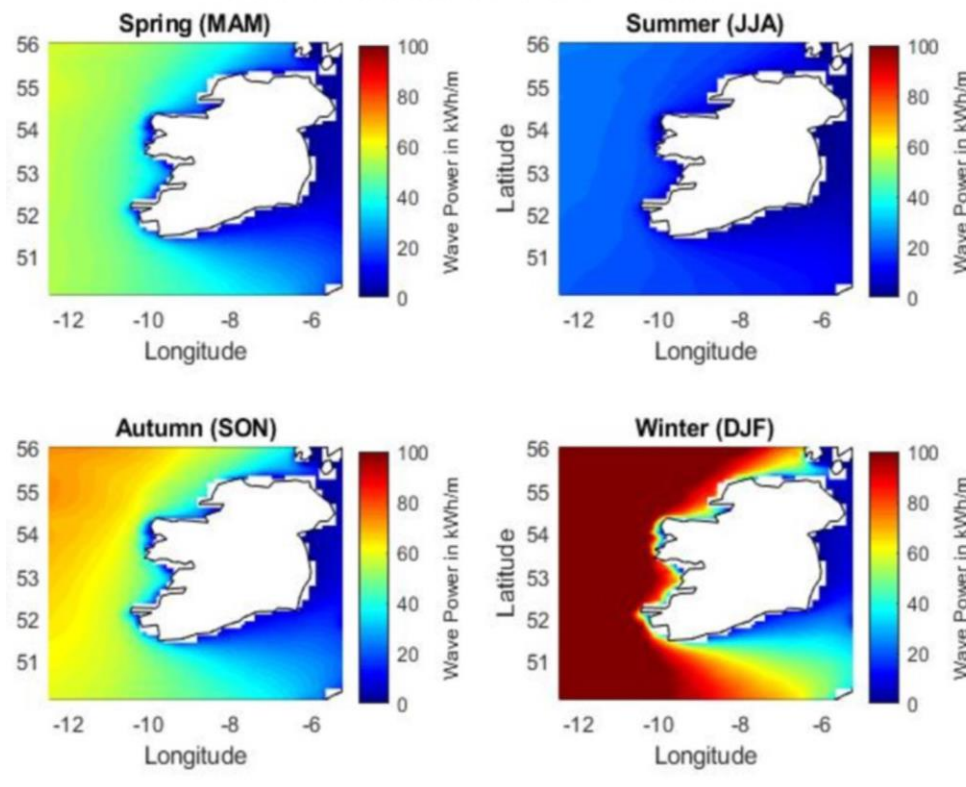 Spring (MAM)
56
55
54
53
52
51
-12 -10 -8 -6
Longitude
100
80
60
40
20
0
Wave Power in kWh/m
Summer (JJA)
Latitude
56
55
54
53
52
51
-12 -10 -8 -6
Longitude
100
80
60
40
20
0
Wave Power in kWh/m
Autumn (SON)
56
55
54
53
52
51
-12 -10 -8 -6
Longitude
100
80
60
40
20
0
Wave Power in kWh/m
Winter (DJF)
Latitude
56
55
54
53
52
51
-12 -10 -8 -6
Longitude
100
80
60
40
20
0
Wave Power in kWh/m